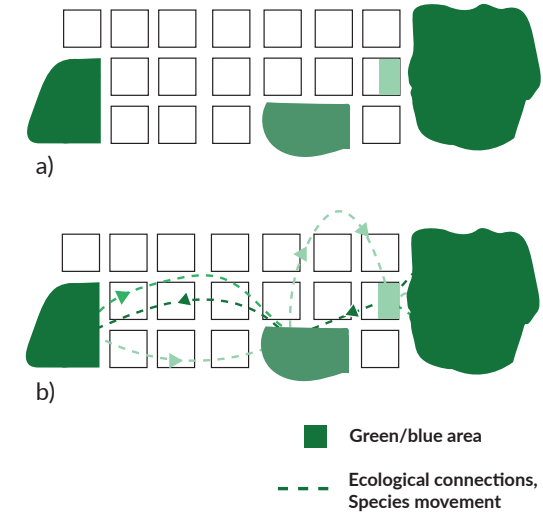 a)
b)
Green/blue area
Ecological connections,
Species movement